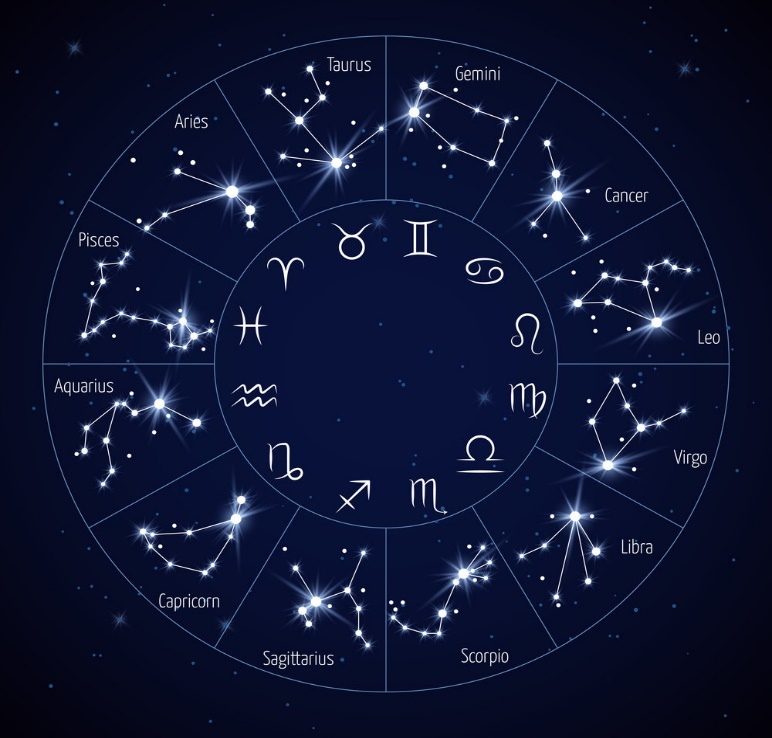 Taurus
Gemini
Aries
Cancer
Pisces
Leo
Aquarius
Virgo
Libra
Capricorn
Sagittarius
Scorpio
♉ ♊
♈ ♋
♓ ♌
♒ ♍
♑ ♎
♐ ♏